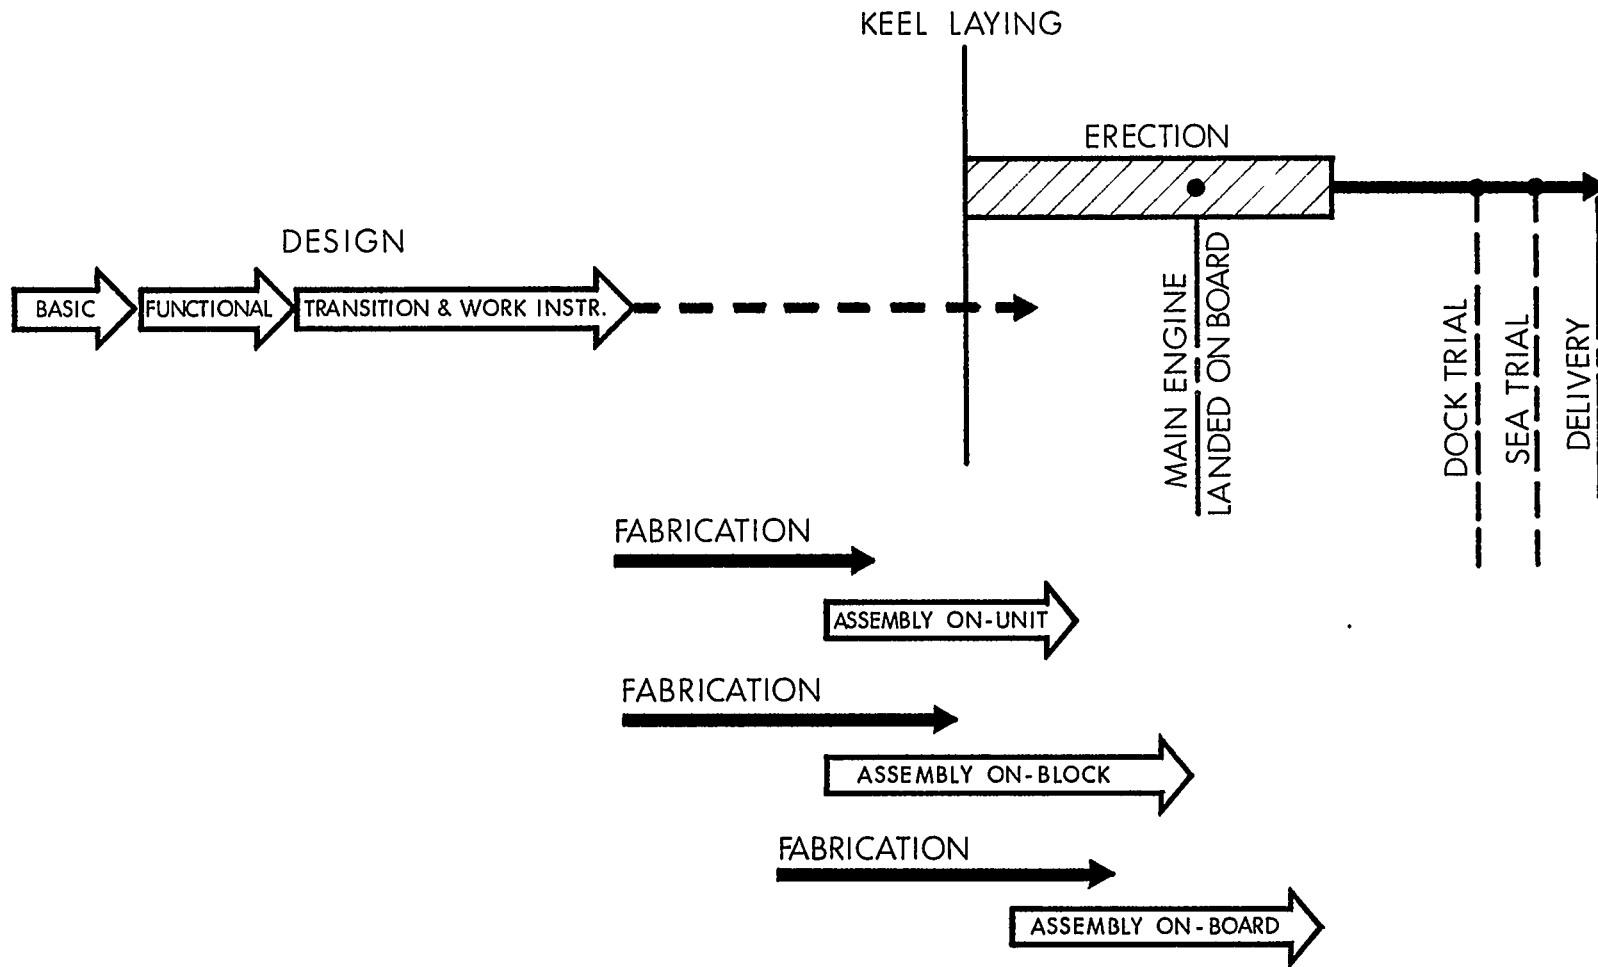 KEEL LAYING
ERECTION
DESIGN
BASIC
FUNCTIONAL
TRANSITION & WORK INSTR.
MAIN ENGINE
LANDED ON BOARD
DOCK TRIAL
SEA TRIAL
DELIVERY
FABRICATION
ASSEMBLY ON-UNIT
FABRICATION
ASSEMBLY ON-BLOCK
FABRICATION
ASSEMBLY ON-BOARD